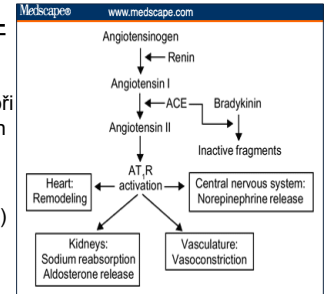 Medscape® www.medscape.com
Angiotensinogen
Renin
Angiotensin I
ACE Bradykinin
Angiotensin II
Inactive fragments
AT₁R
activation
Heart:
Remodeling
Central nervous system:
Norepinephrine release
Kidneys:
Sodium reabsorption
Aldosterone release
Vasculature:
Vasoconstriction